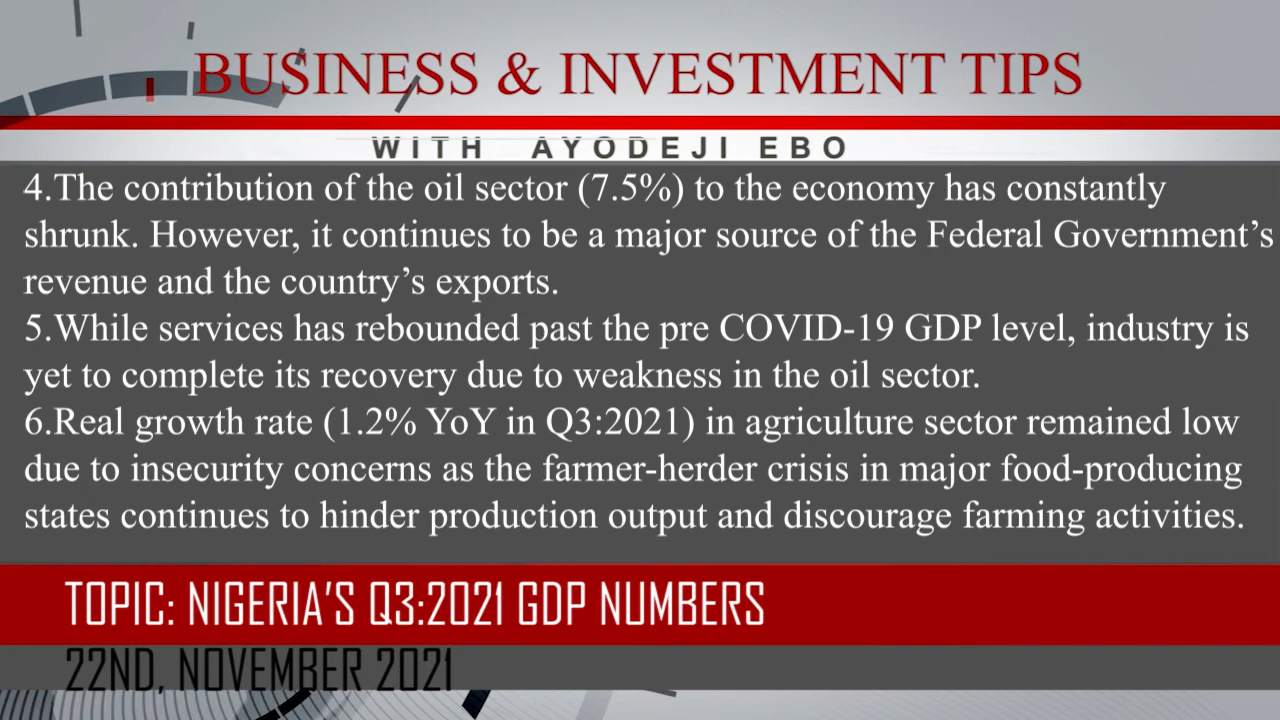 BUSINESS & INVESTMENT TIPS
WITH AYODEJI EBO
4.The contribution of the oil sector (7.5%) to the economy has constantly
shrunk. However, it continues to be a major source of the Federal Government’s
revenue and the country’s exports.
5.While services has rebounded past the pre COVID-19 GDP level, industry is
yet to complete its recovery due to weakness in the oil sector.
6.Real growth rate (1.2% YoY in Q3:2021) in agriculture sector remained low
due to insecurity concerns as the farmer-herder crisis in major food-producing
states continues to hinder production output and discourage farming activities.
TOPIC: NIGERIA’S Q3:2021 GDP NUMBERS
22ND, NOVEMBER 2021